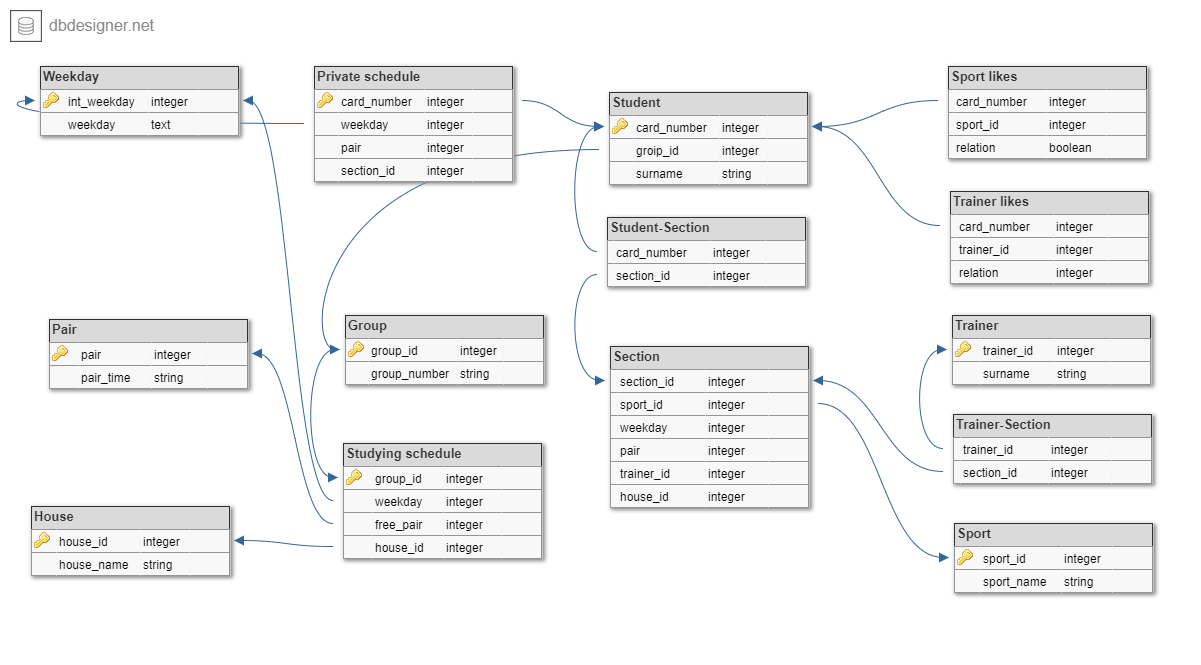 dbdesigner.net
Weekday
int_weekday integer
weekday text
Private schedule
card_number integer
weekday integer
pair integer
section_id integer
Student
card_number integer
groip_id integer
surname string
Sport likes
card_number integer
sport_id integer
relation boolean
Trainer likes
card_number integer
trainer_id integer
relation integer
Student-Section
card_number integer
section_id integer
Pair
pair integer
pair_time string
Group
group_id integer
group_number string
Section
section_id integer
sport_id integer
weekday integer
pair integer
trainer_id integer
house_id integer
Trainer
trainer_id integer
surname string
Trainer-Section
trainer_id integer
section_id integer
Studying schedule
group_id integer
weekday integer
free_pair integer
house_id integer
House
house_id integer
house_name string
Sport
sport_id integer
sport_name string